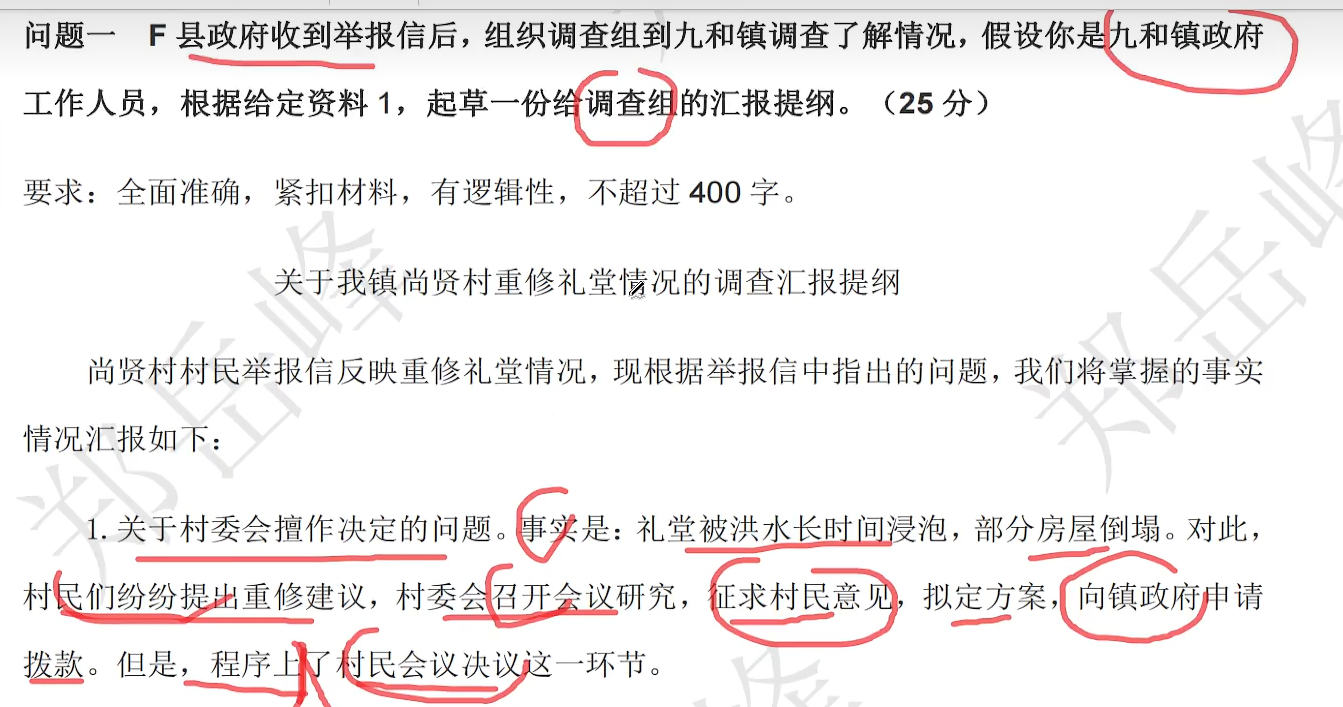 问题一 F 县政府收到举报信后，组织调查组到九和镇调查了解情况，假设你是九和镇政府
工作人员，根据给定资料 1，起草一份给调查组的汇报提纲。（25 分）
要求：全面准确，紧扣材料，有逻辑性，不超过 400 字。
关于我镇尚贤村重修礼堂情况的调查汇报提纲
尚贤村村民举报信反映重修礼堂情况，现根据举报信中指出的问题，我们将掌握的事实
情况汇报如下：
1. 关于村委会擅作决定的问题。事实是：礼堂被洪水长时间浸泡，部分房屋倒塌。对此，
村民们纷纷提出重修建议，村委会召开会议研究，征求村民意见，拟定方案，向镇政府申请
拨款。但是，程序上了村民会议决议这一环节。
郑岳峰
郑岳峰